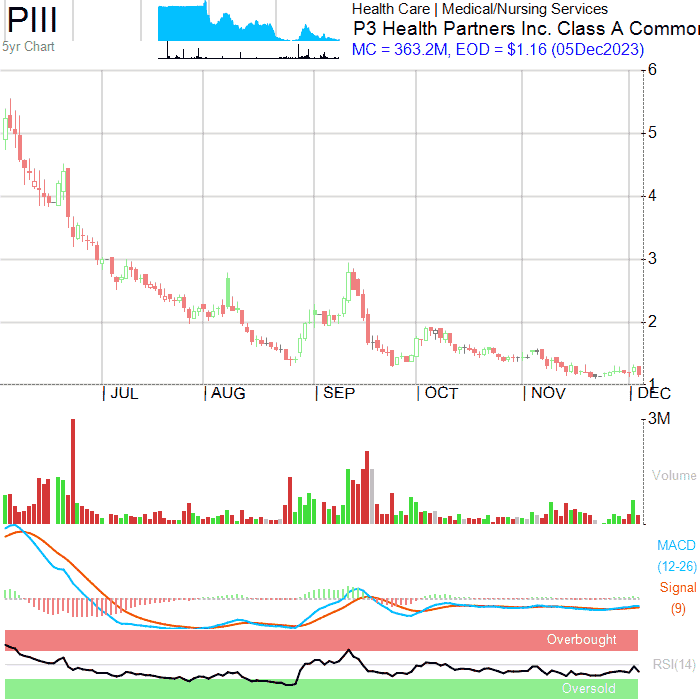 PIII
5yr Chart
Health Care | Medical/Nursing Services
P3 Health Partners Inc. Class A Common
MC = 363.2M, EOD = $1.16 (05Dec2023)
6
5
4
3
2
1
JUL AUG SEP OCT NOV DEC
3M
Volume
MACD
(12-26)
Signal
(9)
Overbought
RSI(14)
Oversold